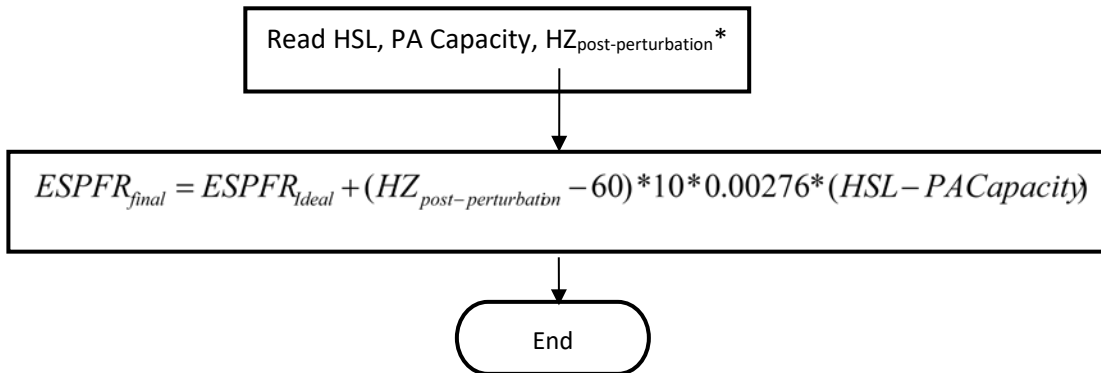 Read HSL, PA Capacity, HZpost-perturbation*
ESPFRfinal = ESPFRIdeal + (HZpost−perturbation −60)*10*0.00276*(HSL−PACapacity)
End